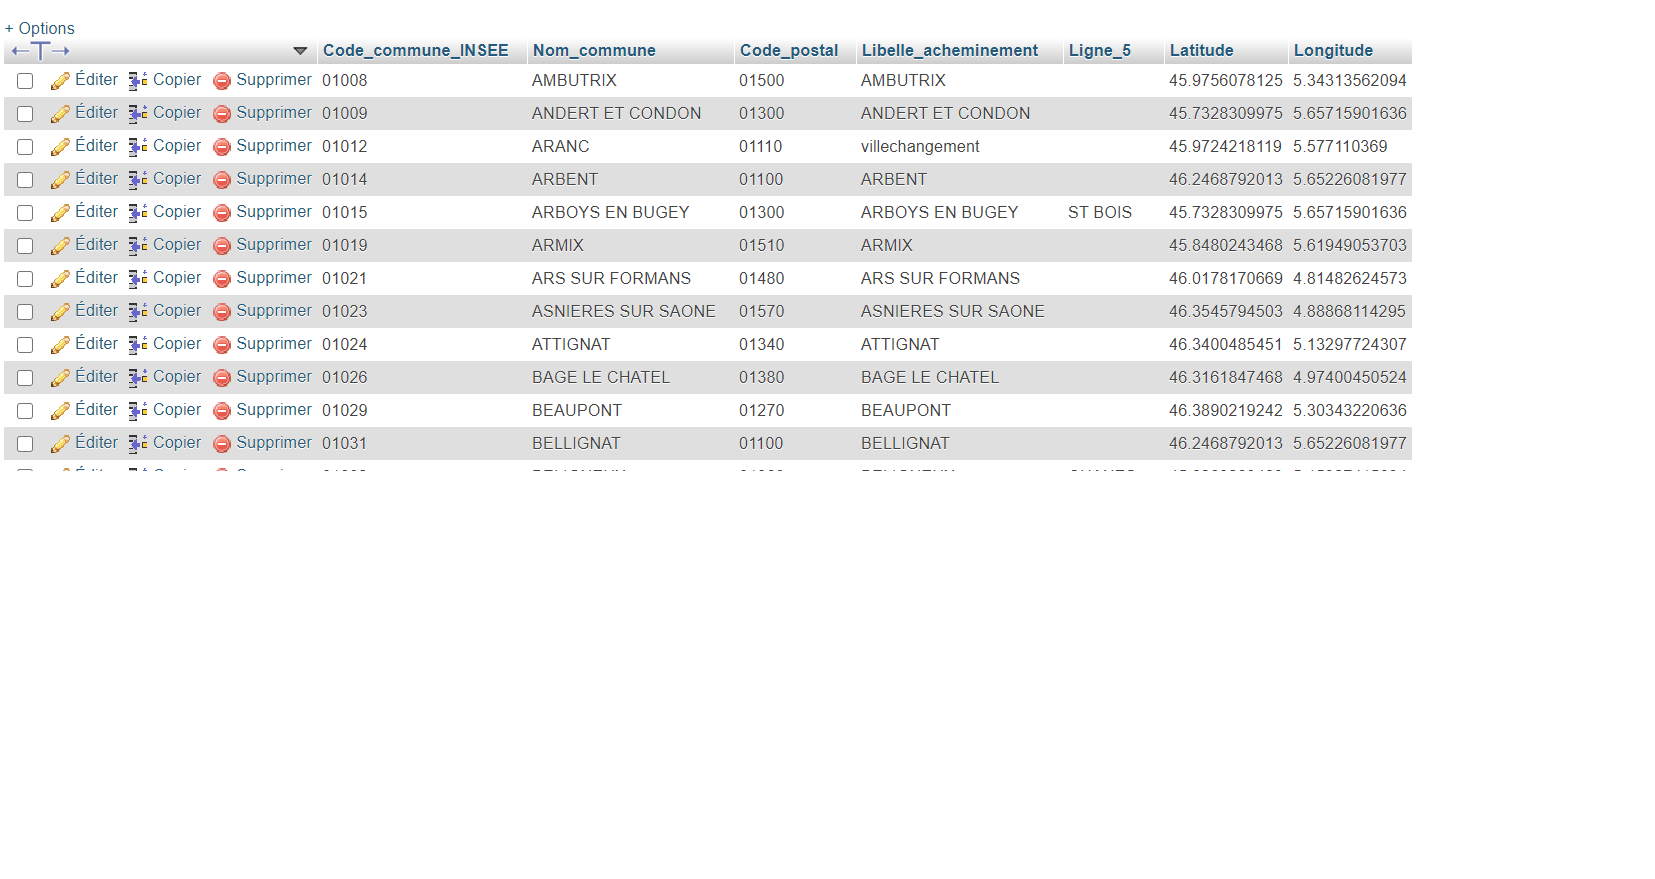 + Options
Code_commune_INSEE Nom_commune Code_postal Libelle_acheminement Ligne_5 Latitude Longitude
Éditer Copier Supprimer 01008 AMBUTRIX 01500 AMBUTRIX 45.9756078125 5.34313562094
Éditer Copier Supprimer 01009 ANDERT ET CONDON 01300 ANDERT ET CONDON 45.7328309975 5.65715901636
Éditer Copier Supprimer 01012 ARANC 01110 villechangement 45.9724218119 5.577110369
Éditer Copier Supprimer 01014 ARBENT 01100 ARBENT 46.2468792013 5.65226081977
Éditer Copier Supprimer 01015 ARBOYS EN BUGEY 01300 ARBOYS EN BUGEY ST BOIS 45.7328309975 5.65715901636
Éditer Copier Supprimer 01019 ARMIX 01510 ARMIX 45.8480243468 5.61949053703
Éditer Copier Supprimer 01021 ARS SUR FORMANS 01480 ARS SUR FORMANS 46.0178170669 4.81482624573
Éditer Copier Supprimer 01023 ASNIERES SUR SAONE 01570 ASNIERES SUR SAONE 46.3545794503 4.88868114295
Éditer Copier Supprimer 01024 ATTIGNAT 01340 ATTIGNAT 46.3400485451 5.13297724307
Éditer Copier Supprimer 01026 BAGE LE CHATEL 01380 BAGE LE CHATEL 46.3161847468 4.97400450524
Éditer Copier Supprimer 01029 BEAUPONT 01270 BEAUPONT 46.3890219242 5.30343220636
Éditer Copier Supprimer 01031 BELLIGNAT 01100 BELLIGNAT 46.2468792013 5.65226081977